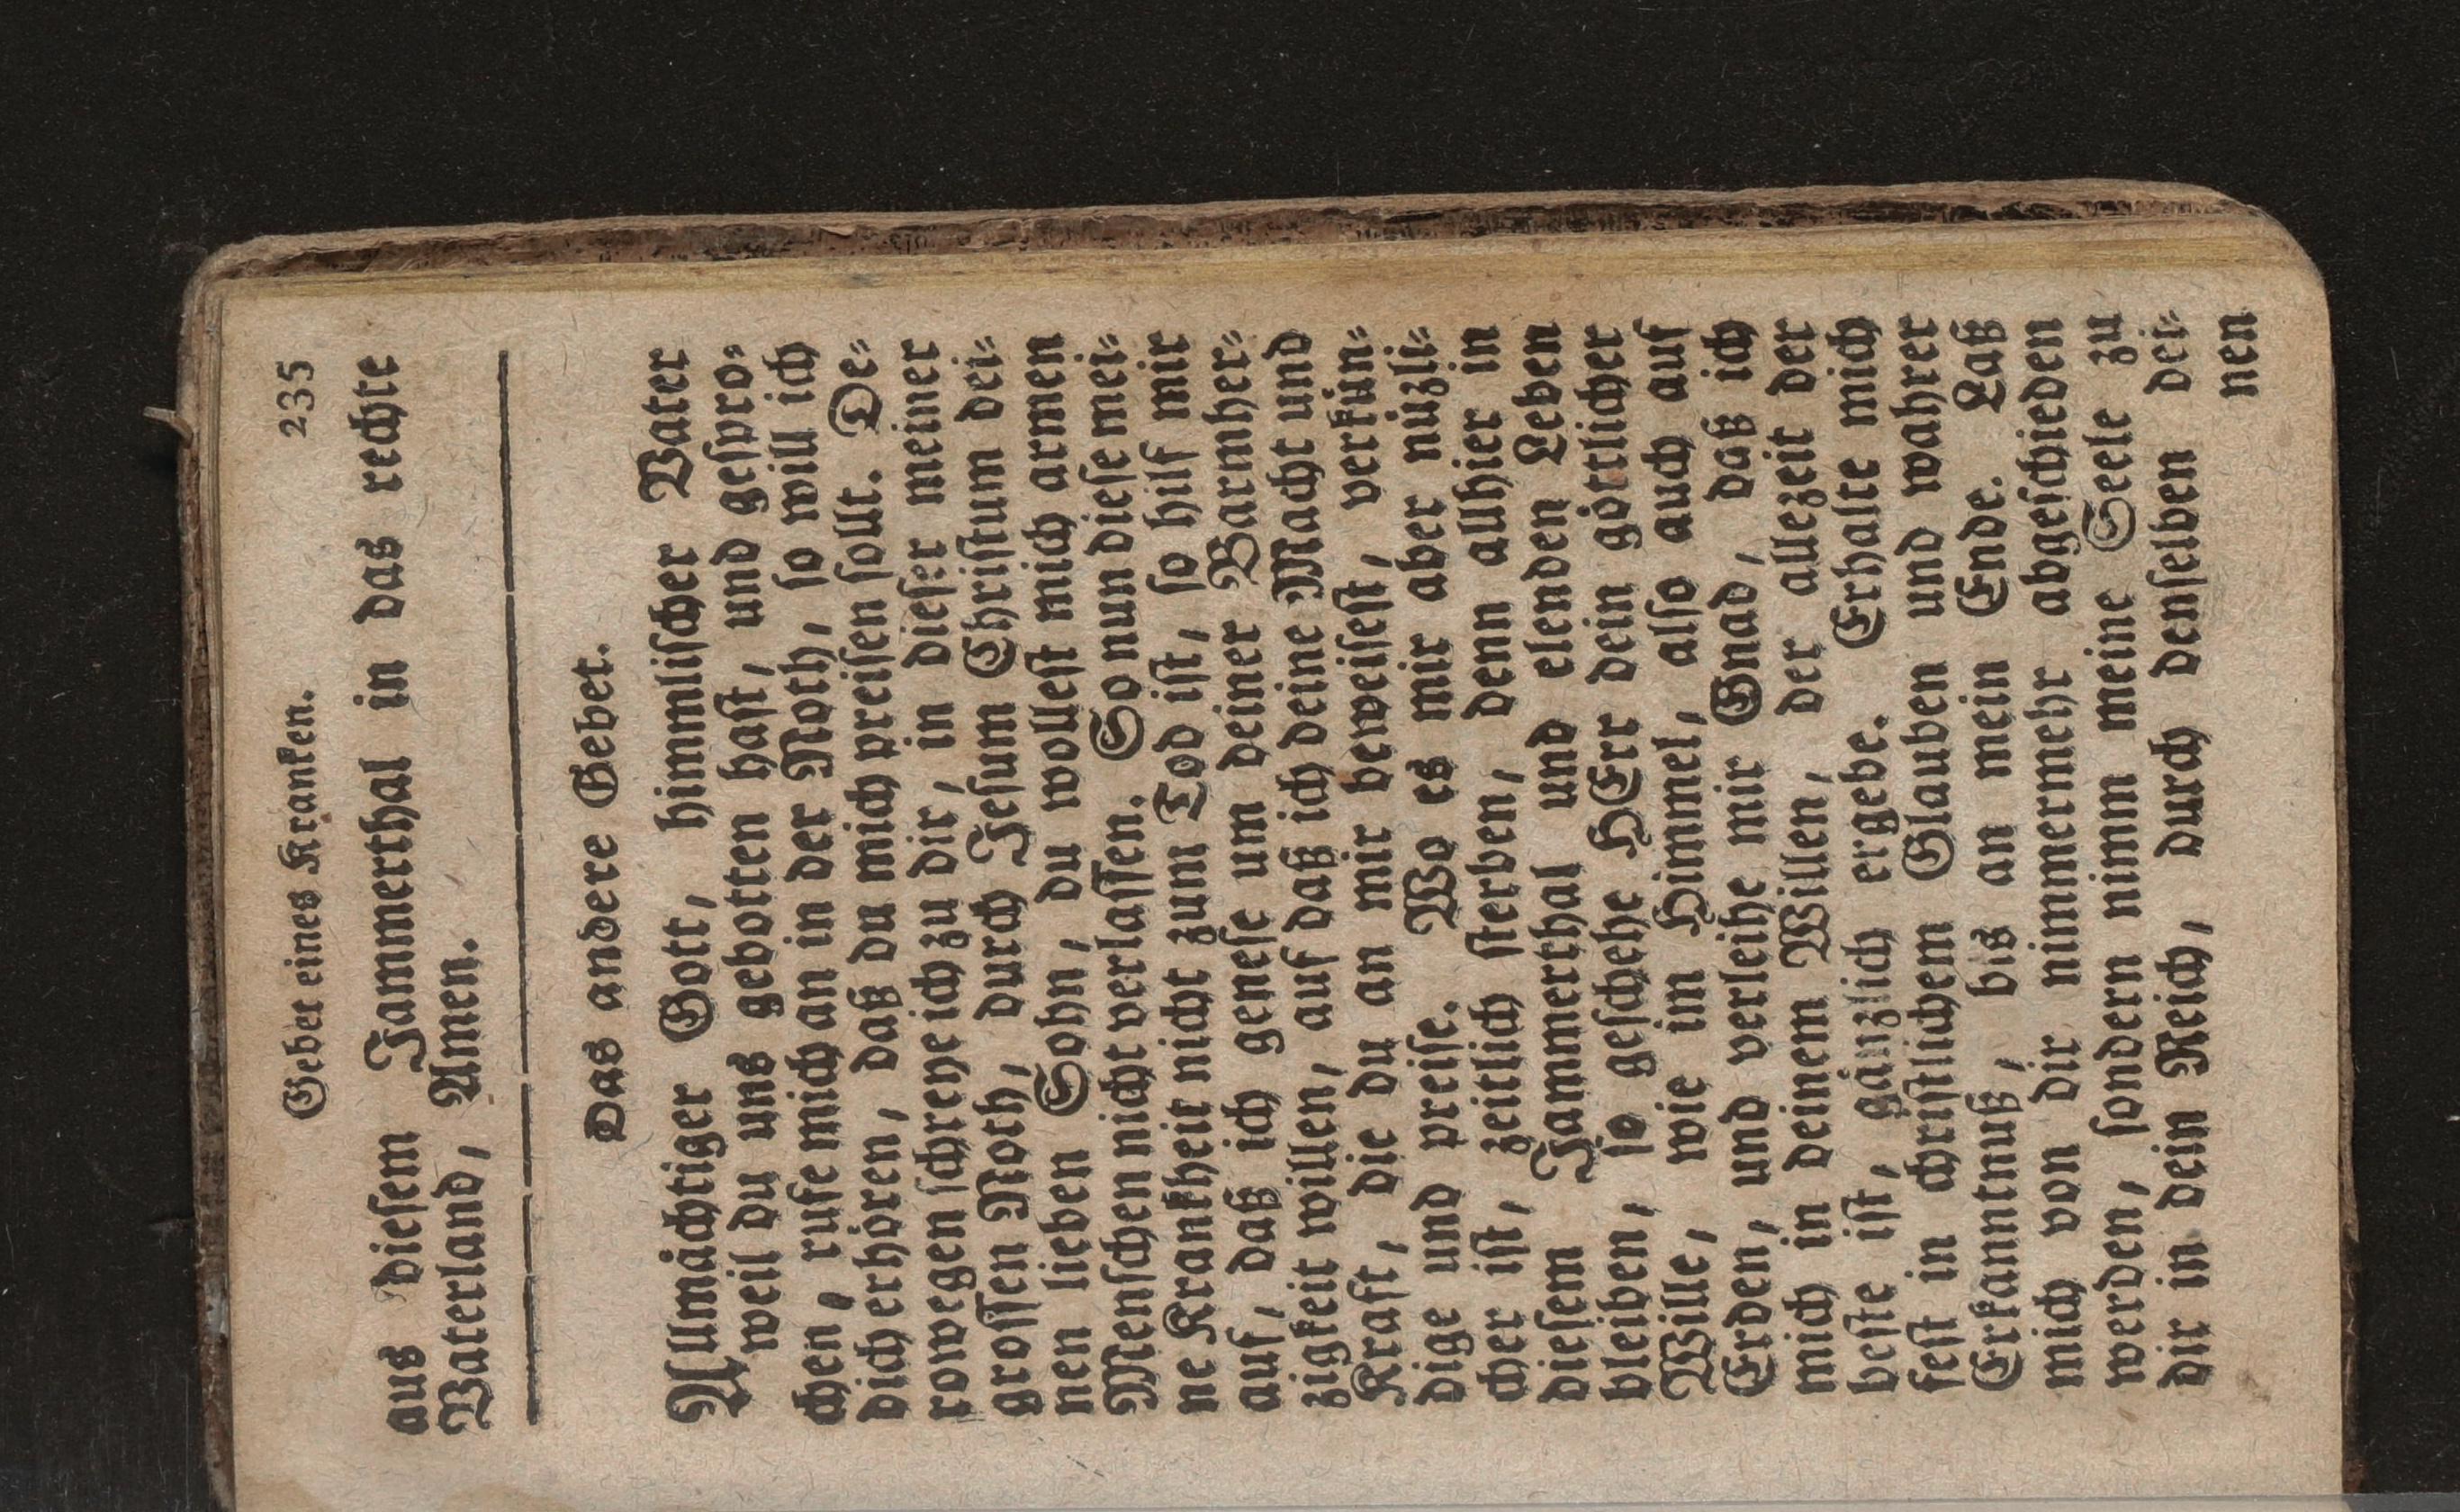 Gebet eines Kranken. 235
aus diesem Jammerthal in das rechte
Vaterland, Amen.
Das andere Gebet.
Allmächtiger Gott, himmlischer Vater
weil du uns gebotten hast, und gespro-
chen, rufe mich an in der Noth, so will ich
dich erhören, daß du mich preisen sollt. De-
rowegen schreye ich zu dir, in dieser meiner
grossen Noth, durch Jesum Christum dei-
nen lieben Sohn, du wollest mich armen
Menschen nicht verlassen. So nun diese mei-
ne Krankheit nicht zum Tod ist, so hilf mir
auf, daß ich genese um deiner Barmher-
zigkeit willen, auf daß ich deine Macht und
Kraft, die du an mir beweisest, verkün-
dige und preise. Wo es mir aber nüzli-
cher ist, zeitlich sterben, denn allhier in
diesem Jammerthal und elenden Leben
bleiben, so geschehe HErr dein göttlicher
Wille, wie im Himmel, also auch auf
Erden, und verleihe mir Gnad, daß ich
mich in deinem Willen, der allezeit der
beste ist, gänzlich ergebe. Erhalte mich
fest in christlichem Glauben und wahrer
Erkanntnuß, bis an mein Ende. Laß
mich von dir nimmermehr abgeschieden
werden, sondern nimm meine Seele zu
dir in dein Reich, durch denselben dei-
nen